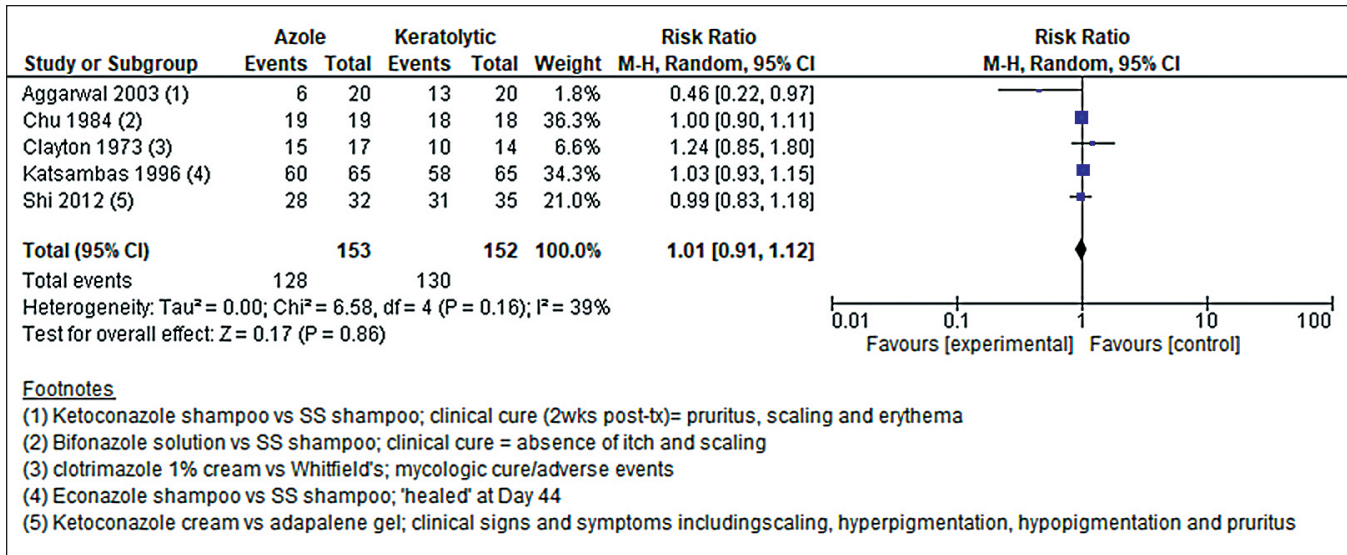 Azole Keratolytic Risk Ratio Risk Ratio
Study or Subgroup Events Total Events Total Weight M-H, Random, 95% CI M-H, Random, 95% CI
Aggarwal 2003 (1) 6 20 13 20 1.8% 0.46 [0.22, 0.97]
Chu 1984 (2) 19 19 18 18 36.3% 1.00 [0.90, 1.11]
Clayton 1973 (3) 15 17 10 14 6.6% 1.24 [0.85, 1.80]
Katsambas 1996 (4) 60 65 58 65 34.3% 1.03 [0.93, 1.15]
Shi 2012 (5) 28 32 31 35 21.0% 0.99 [0.83, 1.18]
Total (95% CI) 153 152 100.0% 1.01 [0.91, 1.12]
Total events 128 130
Heterogeneity: Tau² = 0.00; Chi² = 6.58, df = 4 (P = 0.16); I² = 39%
Test for overall effect: Z = 0.17 (P = 0.86)
0.01 0.1 1 10 100
Favours [experimental] Favours [control]
Footnotes
(1) Ketoconazole shampoo vs SS shampoo; clinical cure (2wks post-tx)= pruritus, scaling and erythema
(2) Bifonazole solution vs SS shampoo; clinical cure = absence of itch and scaling
(3) clotrimazole 1% cream vs Whitfield's; mycologic cure/adverse events
(4) Econazole shampoo vs SS shampoo; 'healed' at Day 44
(5) Ketoconazole cream vs adapalene gel; clinical signs and symptoms includingscaling, hyperpigmentation, hypopigmentation and pruritus